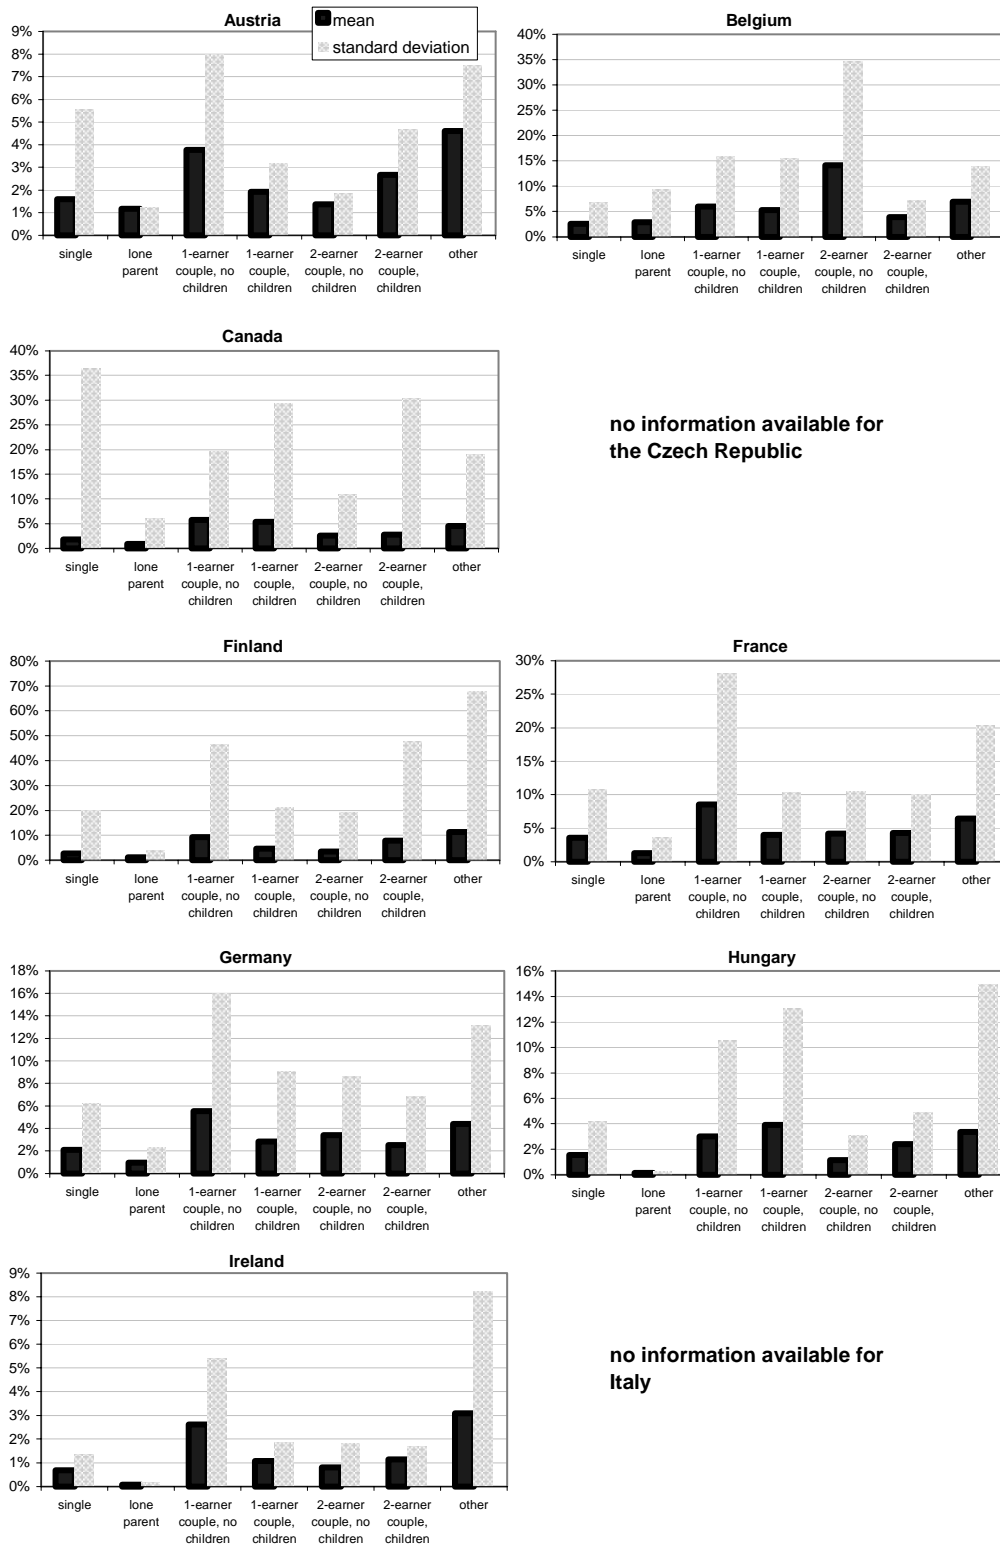 Austria
mean
standard deviation
9%
8%
7%
6%
5%
4%
3%
2%
1%
0%
single
lone
parent
1-earner
couple, no
children
1-earner
couple,
children
2-earner
couple, no
children
2-earner
couple,
children
other
Belgium
40%
35%
30%
25%
20%
15%
10%
5%
0%
single
lone
parent
1-earner
couple, no
children
1-earner
couple,
children
2-earner
couple, no
children
2-earner
couple,
children
other
Canada
40%
35%
30%
25%
20%
15%
10%
5%
0%
single
lone
parent
1-earner
couple, no
children
1-earner
couple,
children
2-earner
couple, no
children
2-earner
couple,
children
other
no information available for
the Czech Republic
Finland
80%
70%
60%
50%
40%
30%
20%
10%
0%
single
lone
parent
1-earner
couple, no
children
1-earner
couple,
children
2-earner
couple, no
children
2-earner
couple,
children
other
France
30%
25%
20%
15%
10%
5%
0%
single
lone
parent
1-earner
couple, no
children
1-earner
couple,
children
2-earner
couple, no
children
2-earner
couple,
children
other
Germany
18%
16%
14%
12%
10%
8%
6%
4%
2%
0%
single
lone
parent
1-earner
couple, no
children
1-earner
couple,
children
2-earner
couple, no
children
2-earner
couple,
children
other
Hungary
16%
14%
12%
10%
8%
6%
4%
2%
0%
single
lone
parent
1-earner
couple, no
children
1-earner
couple,
children
2-earner
couple, no
children
2-earner
couple,
children
other
Ireland
9%
8%
7%
6%
5%
4%
3%
2%
1%
0%
single
lone
parent
1-earner
couple, no
children
1-earner
couple,
children
2-earner
couple, no
children
2-earner
couple,
children
other
no information available for
Italy